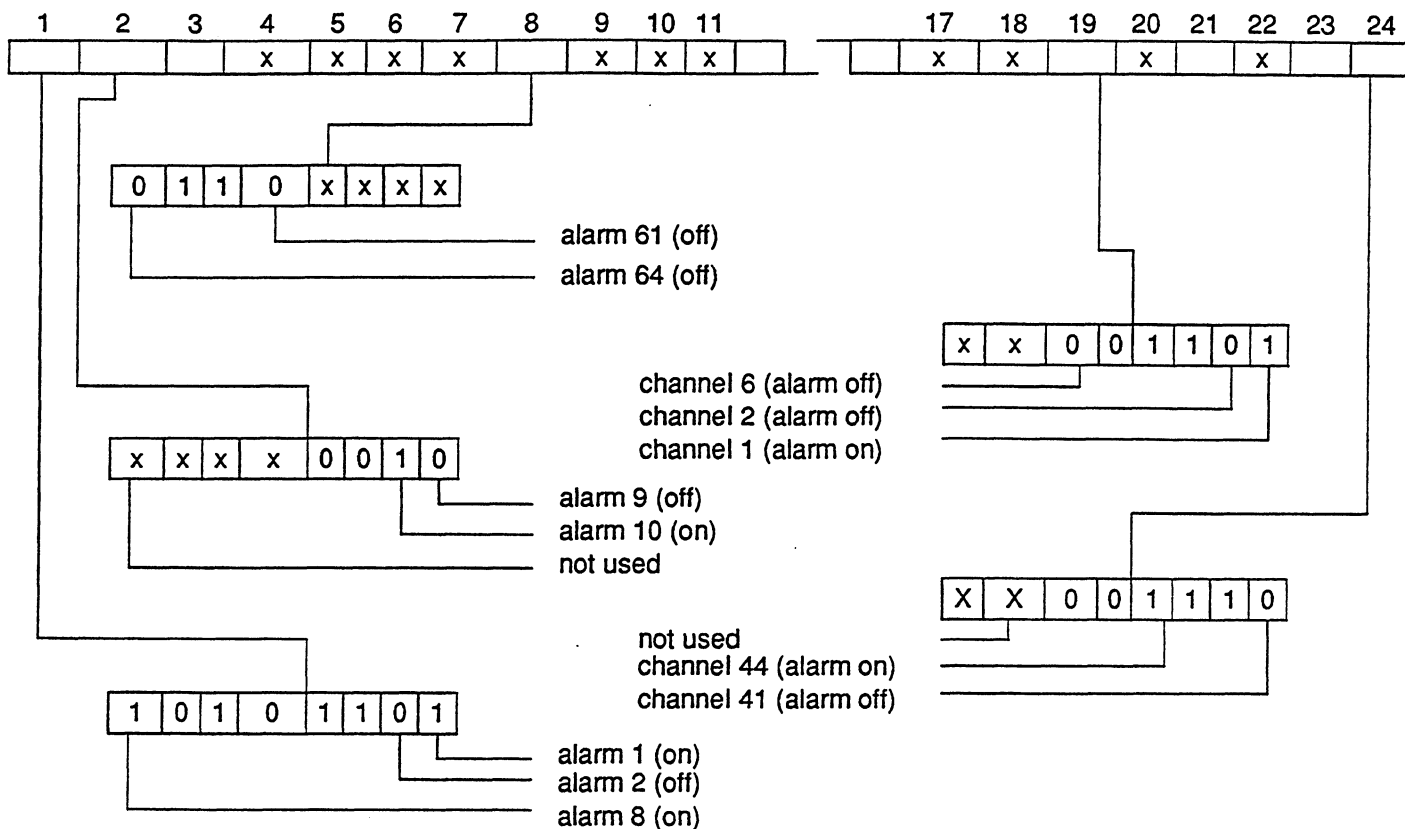 1 2 3 4 5 6 7 8 9 10 11 17 18 19 20 21 22 23 24
x x x x x x x x x x x
0 1 1 0 x x x x
alarm 61 (off)
alarm 64 (off)
x x x x 0 0 1 0
alarm 9 (off)
alarm 10 (on)
not used
1 0 1 0 1 1 0 1
alarm 1 (on)
alarm 2 (off)
alarm 8 (on)
x x 0 0 1 1 0 1
channel 6 (alarm off)
channel 2 (alarm off)
channel 1 (alarm on)
X X 0 0 1 1 1 0
not used
channel 44 (alarm on)
channel 41 (alarm off)